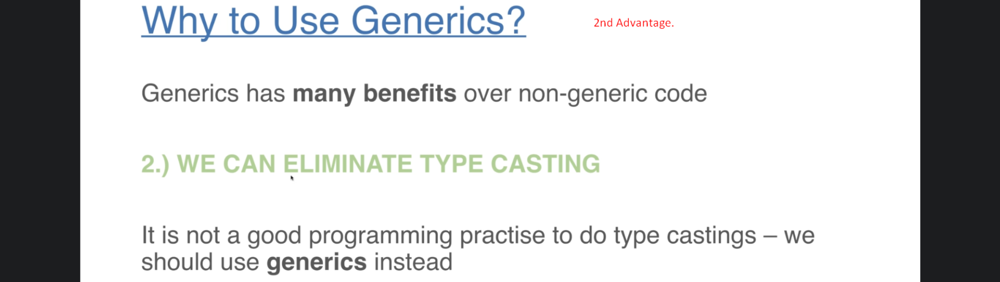 Why to Use Generics?
2nd Advantage.
Generics has many benefits over non-generic code
2.) WE CAN ELIMINATE TYPE CASTING
It is not a good programming practise to do type castings – we
should use generics instead